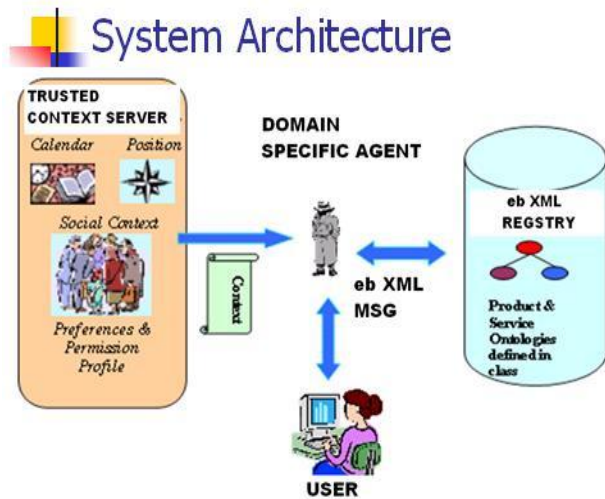 System Architecture
TRUSTED
CONTEXT SERVER
Calendar Position
Social Context
Preferences &
Permission
Profile
Context
DOMAIN
SPECIFIC AGENT
eb XML
MSG
USER
eb XML
REGSTRY
Product &
Service
Ontologies
defined in
class